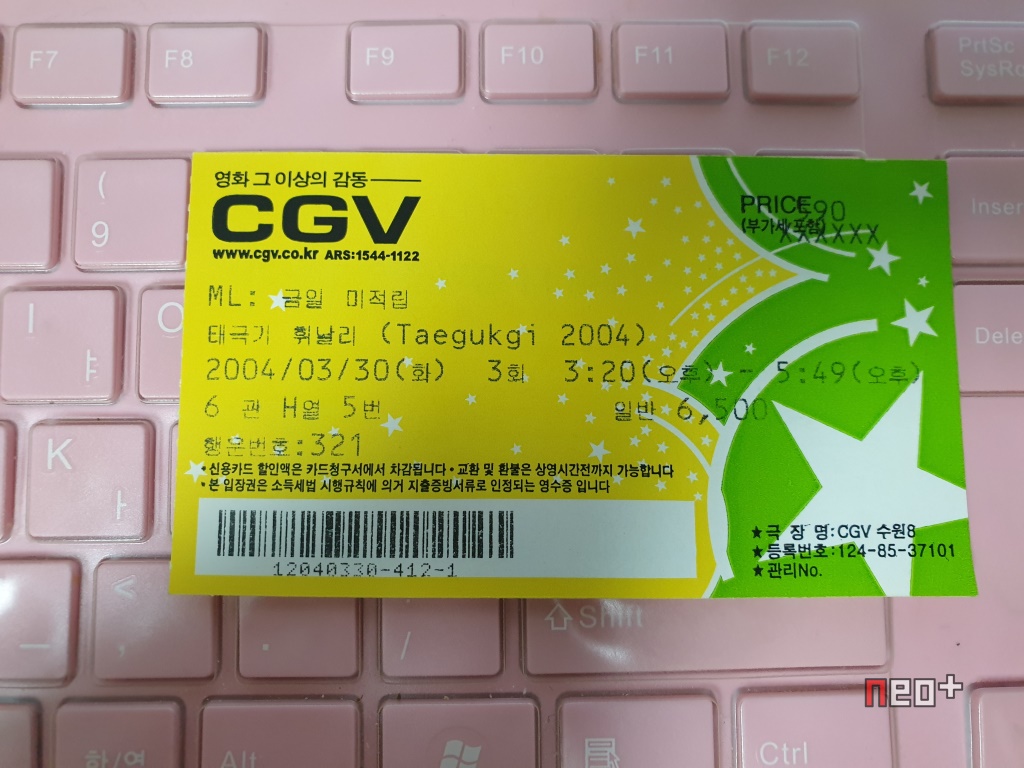 F7 F8 F9 F10 F11 F12 PrtSc
SysR
(
9
Inser
I
ㅑ
O
Dele
K
ㅏ
영화 그 이상의 감동
CGV
www.cgv.co.kr ARS:1544-1122
PRICE
(부가세 포함)
XXXXXX
ML: 금일 미적립
태극기 휘날리 (Taegukgi 2004)
2004/03/30(화) 3회 3:20(오후) - 5:49(오후)
6 관 H열 5번 일반 6,500
행운번호:321
• 신용카드 할인액은 카드청구서에서 차감됩니다 • 교환 및 환불은 상영시간전까지 가능합니다
• 본 입장권은 소득세법 시행규칙에 의거 지출증빙서류로 인정되는 영수증 입니다
12040330-412-1
★극 장 명:CGV 수원8
★등록번호:124-85-37101
★관리No.
<
,
.
/
Shift
한/영 Alt Ctrl
neo+